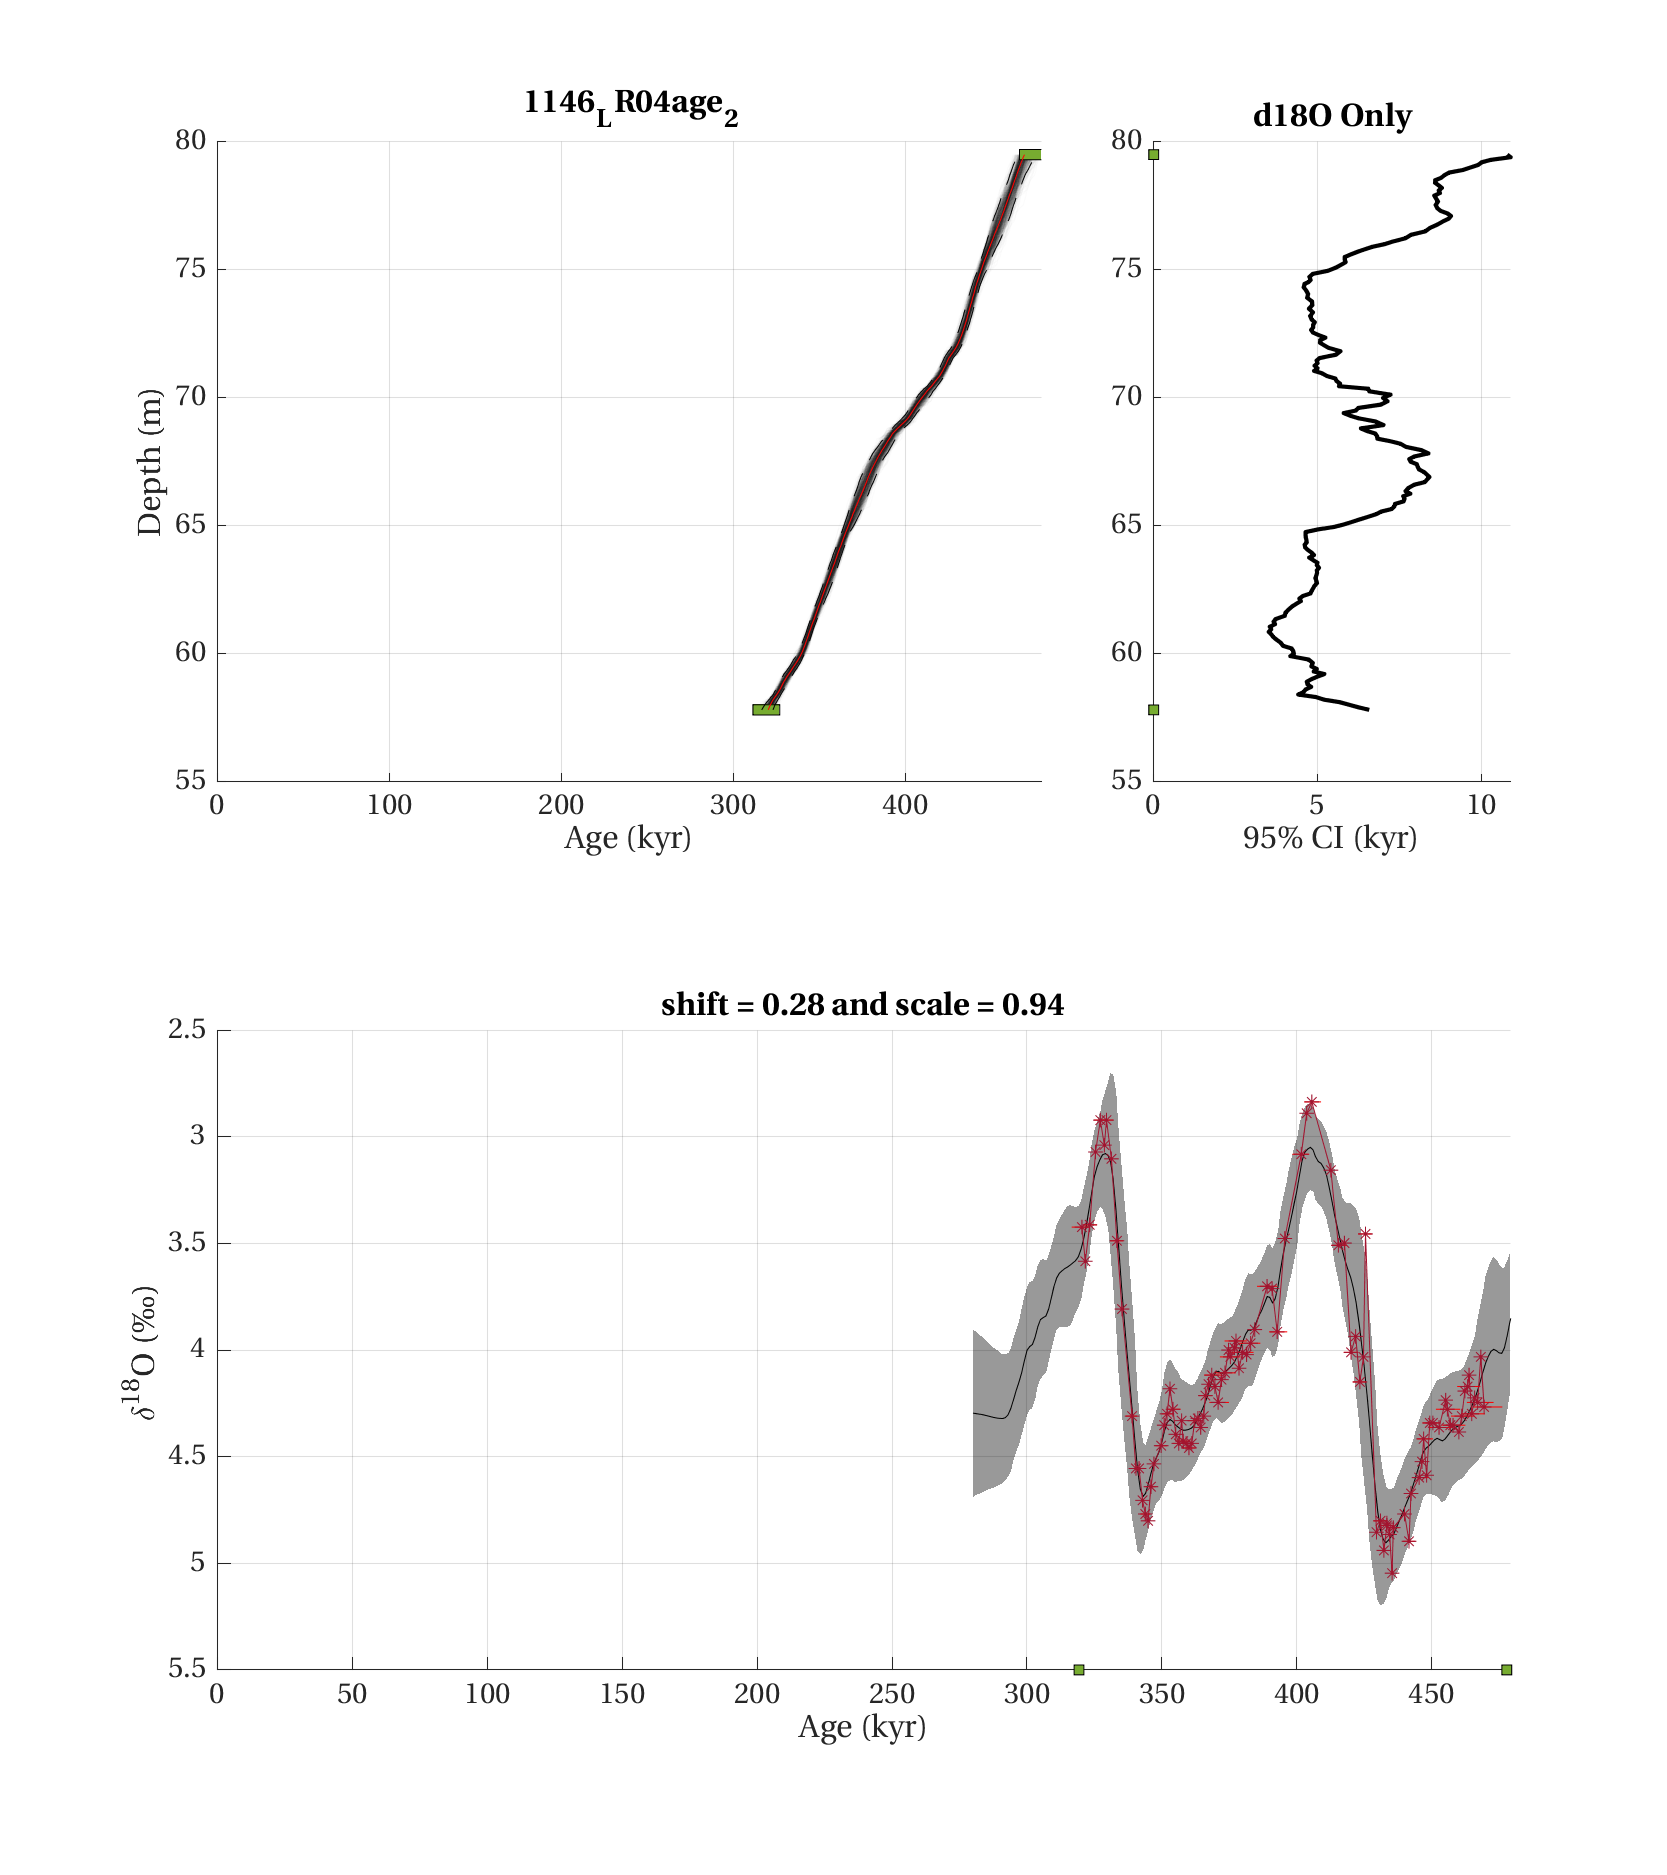 1146_L R04age_2
d18O Only
80
75
70
65
60
55
Depth (m)
0 100 200 300 400
Age (kyr)
80
75
70
65
60
55
0 5 10
95% CI (kyr)
shift = 0.28 and scale = 0.94
2.5
3
3.5
4
4.5
5
5.5
δ¹⁸O (‰)
0 50 100 150 200 250 300 350 400 450
Age (kyr)